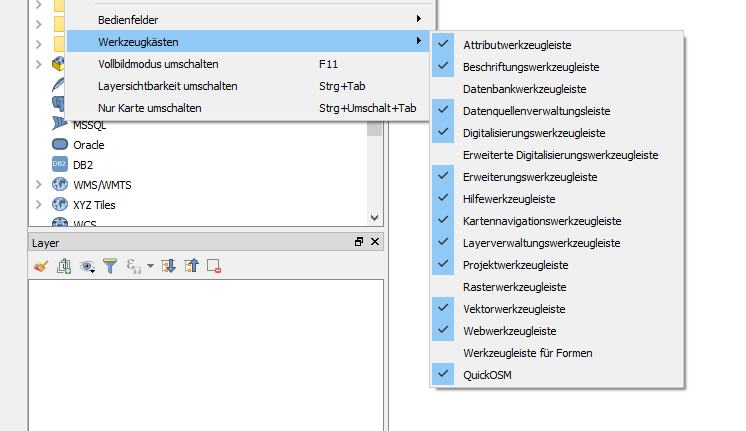 Bedienfelder
Werkzeugkästen
Vollbildmodus umschalten F11
Layersichtbarkeit umschalten Strg+Tab
Nur Karte umschalten Strg+Umschalt+Tab
Attributwerkzeugleiste
Beschriftungswerkzeugleiste
Datenbankwerkzeugleiste
Datenquellenverwaltungsleiste
Digitalisierungswerkzeugleiste
Erweiterte Digitalisierungswerkzeugleiste
Erweiterungswerkzeugleiste
Hilfewerkzeugleiste
Kartennavigationswerkzeugleiste
Layerverwaltungswerkzeugleiste
Projektwerkzeugleiste
Rasterwerkzeugleiste
Vektorwerkzeugleiste
Webwerkzeugleiste
Werkzeugleiste für Formen
QuickOSM
MSSQL
Oracle
DB2 DB2
WMS/WMTS
XYZ Tiles
WCS
Layer